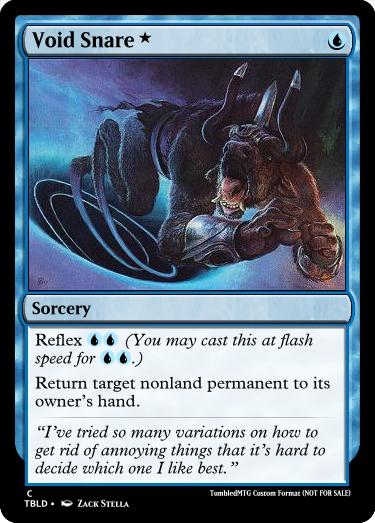 Void Snare ★
Sorcery
Reflex (You may cast this at flash
speed for .)
Return target nonland permanent to its
owner's hand.
"I've tried so many variations on how to
get rid of annoying things that it's hard to
decide which one I like best."
C
TBLD • Zack Stella
TumbledMTG Custom Format (NOT FOR SALE)